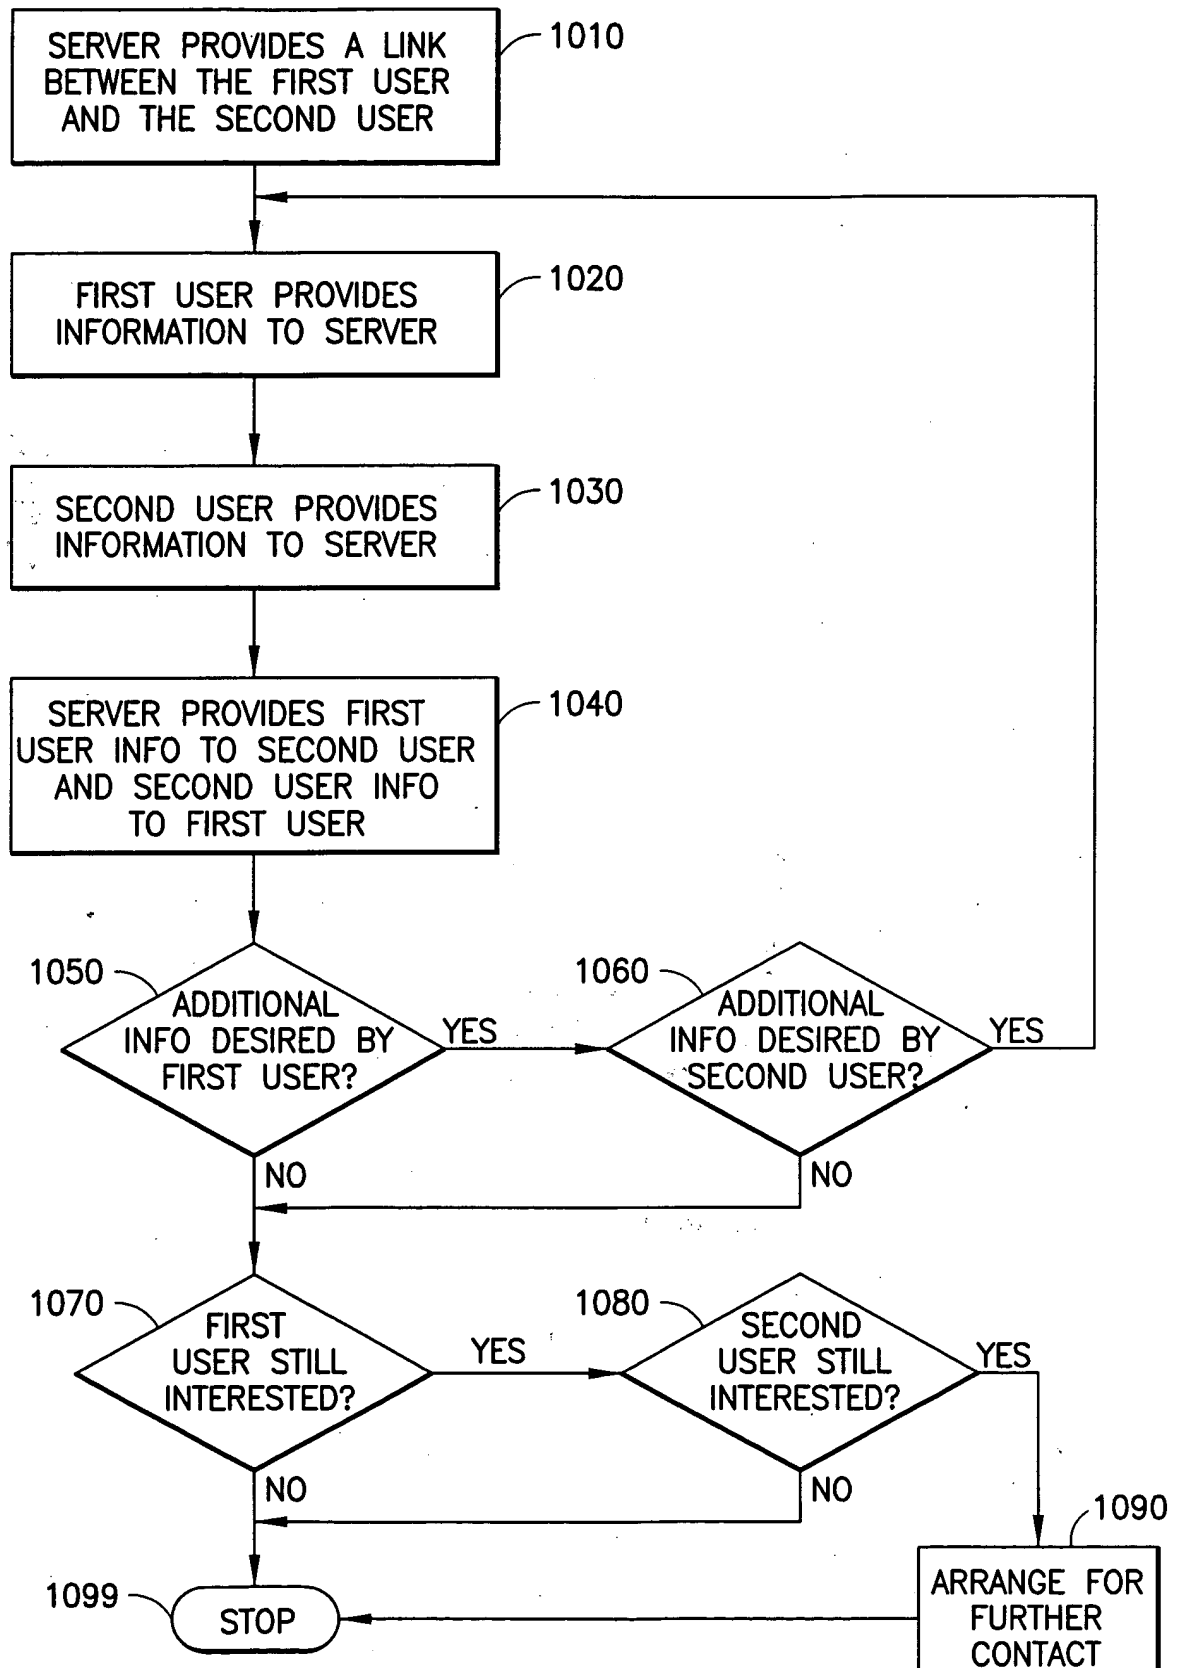 SERVER PROVIDES A LINK
BETWEEN THE FIRST USER
AND THE SECOND USER
1010
FIRST USER PROVIDES
INFORMATION TO SERVER
1020
SECOND USER PROVIDES
INFORMATION TO SERVER
1030
SERVER PROVIDES FIRST
USER INFO TO SECOND USER
AND SECOND USER INFO
TO FIRST USER
1040
1050
ADDITIONAL
INFO DESIRED BY
FIRST USER?
YES
NO
1060
ADDITIONAL
INFO DESIRED BY
SECOND USER?
YES
NO
1070
FIRST
USER STILL
INTERESTED?
YES
NO
1080
SECOND
USER STILL
INTERESTED?
YES
NO
1090
ARRANGE FOR
FURTHER
CONTACT
1099
STOP